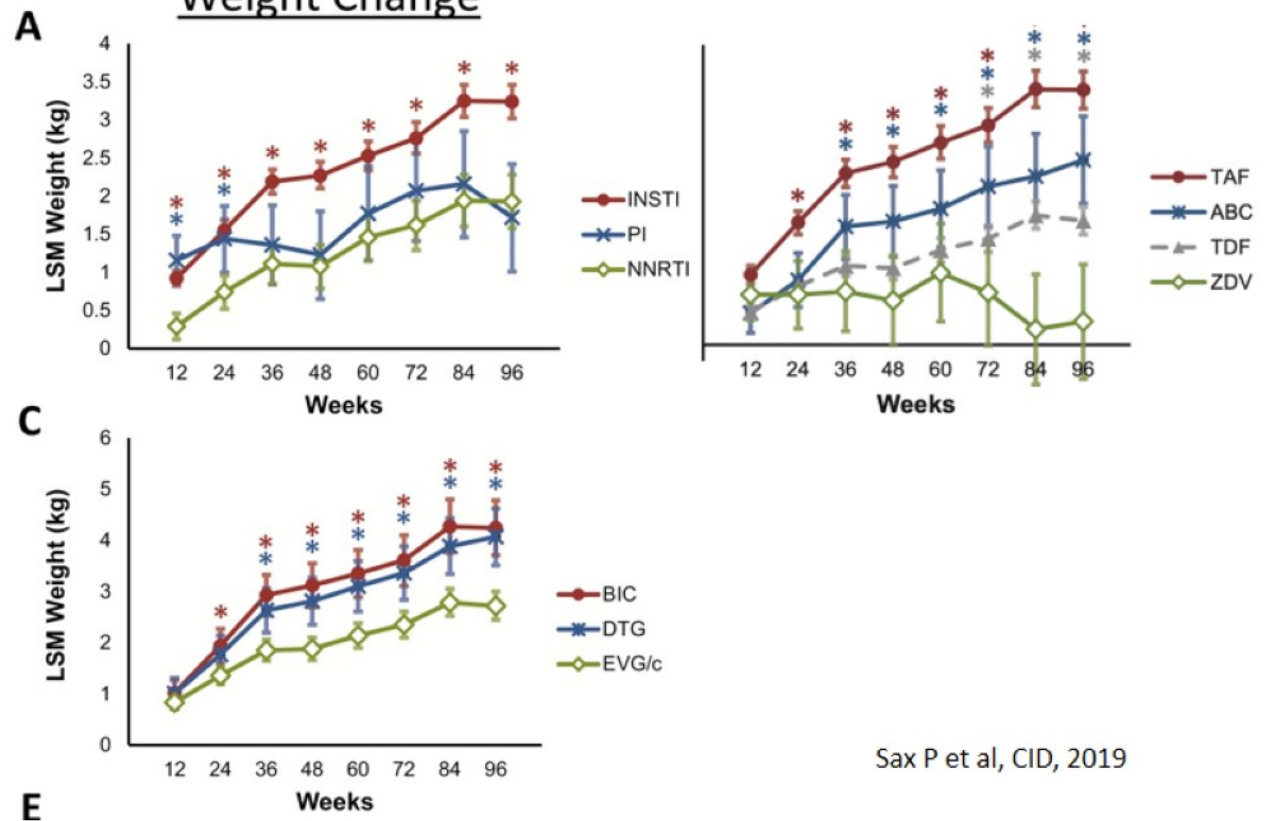 Weight Change
A
LSM Weight (kg)
4
3.5
3
2.5
2
1.5
1
0.5
0
12 24 36 48 60 72 84 96
Weeks
INSTI
PI
NNRTI
12 24 36 48 60 72 84 96
Weeks
TAF
ABC
TDF
ZDV
C
LSM Weight (kg)
6
5
4
3
2
1
0
12 24 36 48 60 72 84 96
Weeks
BIC
DTG
EVG/c
Sax P et al, CID, 2019
E